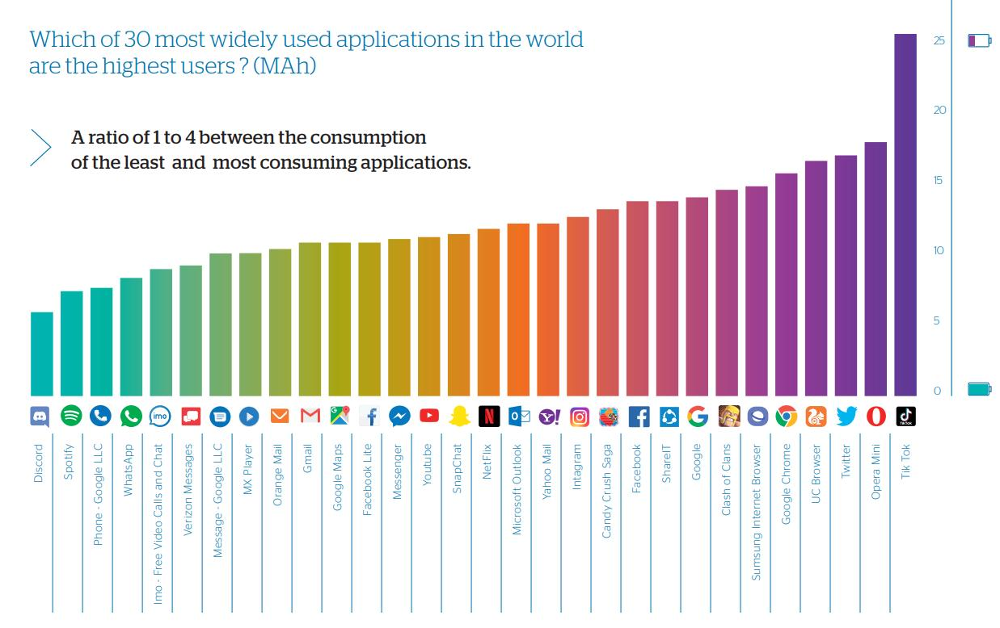 Which of 30 most widely used applications in the world
are the highest users ? (MAh)
A ratio of 1 to 4 between the consumption
of the least and most consuming applications.
25
20
15
10
5
0
imo
Y!
TikTok
Discord
Spotify
Phone - Google LLC
WhatsApp
Imo - Free Video Calls and Chat
Verizon Messages
Message - Google LLC
MX Player
Orange Mail
Gmail
Google Maps
Facebook Lite
Messenger
Youtube
SnapChat
NetFlix
Microsoft Outlook
Yahoo Mail
Intagram
Candy Crush Saga
Facebook
ShareIT
Google
Clash of Clans
Sumsung Internet Browser
Google Chrome
UC Browser
Twitter
Opera Mini
Tik Tok